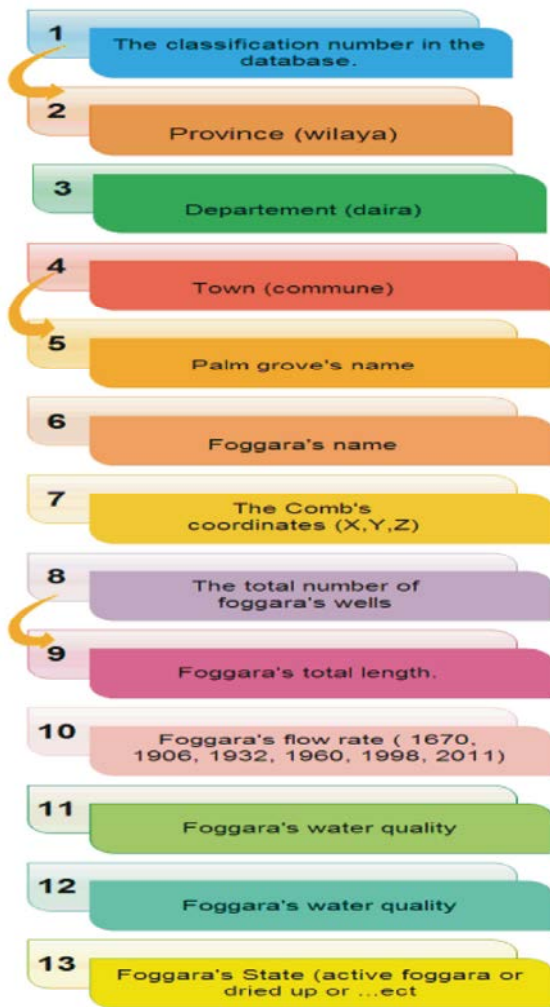 1
The classification number in the
database.
2
Province (wilaya)
3
Departement (daira)
4
Town (commune)
5
Palm grove's name
6
Foggara's name
7
The Comb's
coordinates (X,Y,Z)
8
The total number of
foggara's wells
9
Foggara's total length.
10
Foggara's flow rate ( 1670,
1906, 1932, 1960, 1998, 2011)
11
Foggara's water quality
12
Foggara's water quality
13
Foggara's State (active foggara or
dried up or ...ect